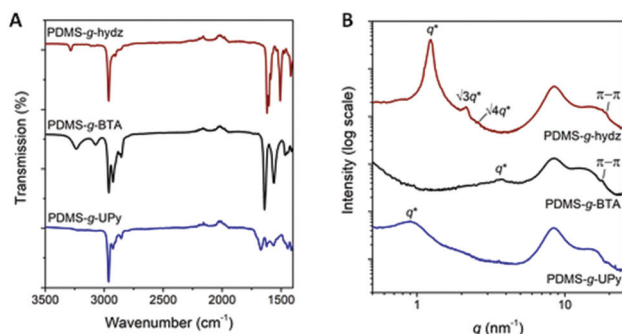 A
PDMS-g-hydz
PDMS-g-BTA
PDMS-g-UPy
Transmission (%)
3500 3000 2500 2000 1500
Wavenumber (cm⁻¹)
B
q*
√3q*
√4q*
π–π
PDMS-g-hydz
q*
π–π
PDMS-g-BTA
q*
PDMS-g-UPy
Intensity (log scale)
1 10
q (nm⁻¹)